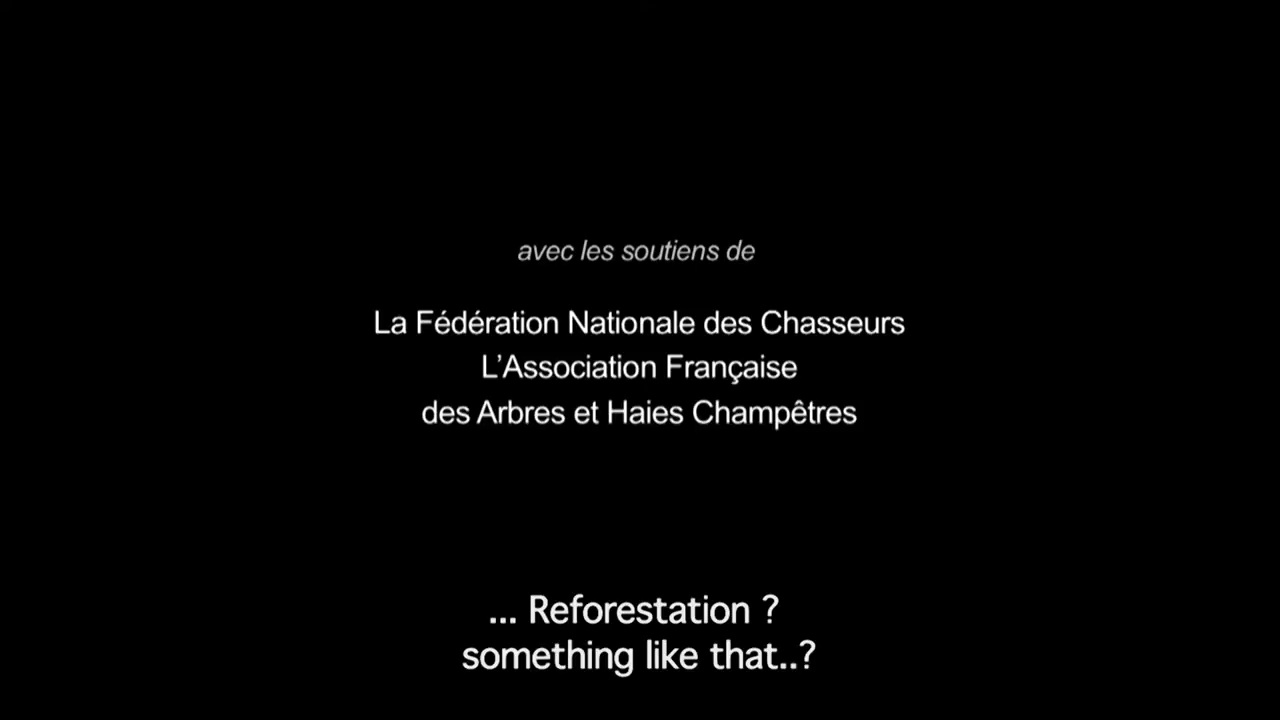 avec les soutiens de
La Fédération Nationale des Chasseurs
L’Association Française
des Arbres et Haies Champêtres
... Reforestation ?
something like that..?